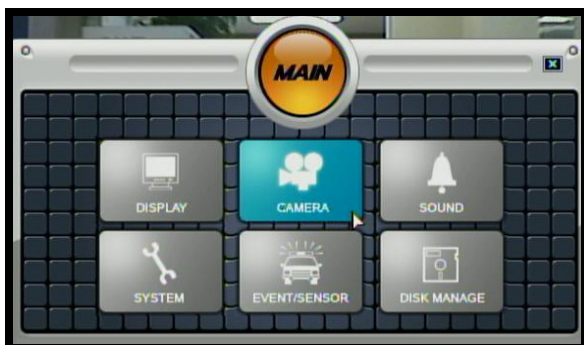 MAIN
DISPLAY
CAMERA
SOUND
SYSTEM
EVENT/SENSOR
DISK MANAGE